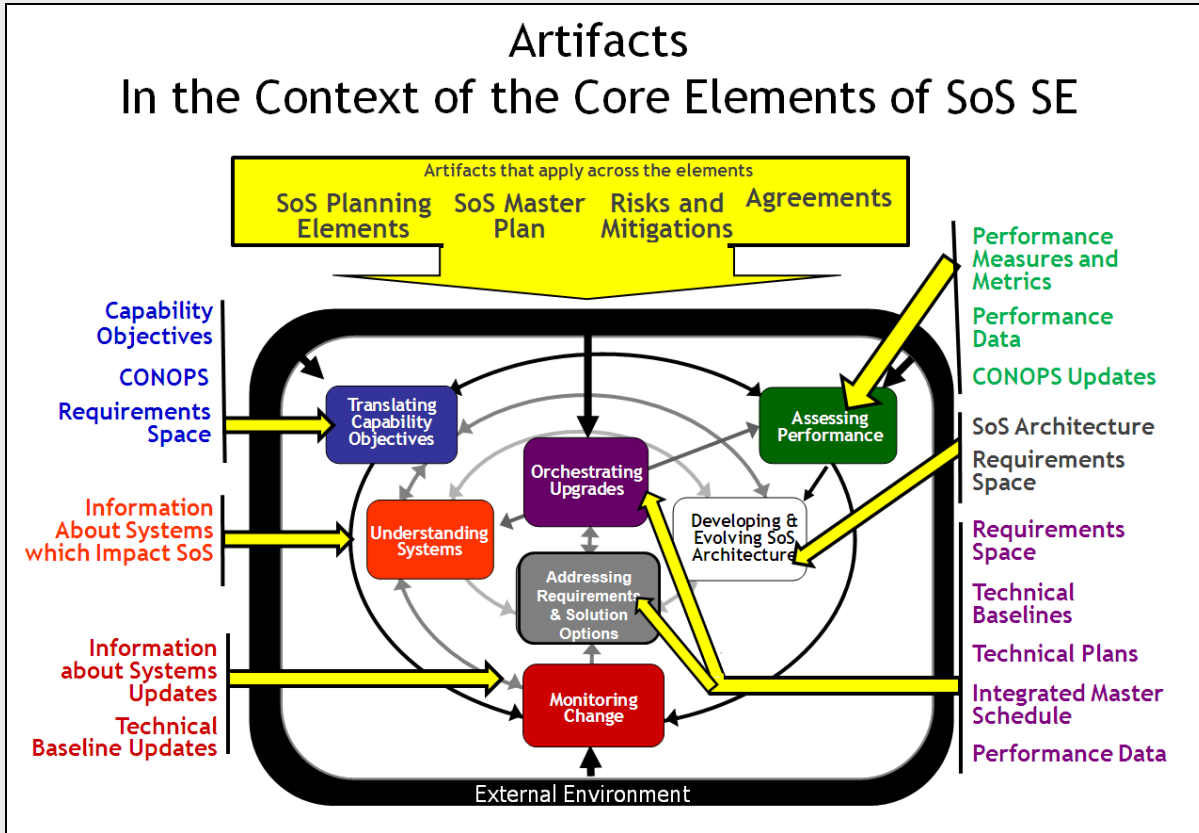 Artifacts
In the Context of the Core Elements of SoS SE
Artifacts that apply across the elements
SoS Planning
Elements
SoS Master
Plan
Risks and
Mitigations
Agreements
Capability
Objectives
CONOPS
Requirements
Space
Information
About Systems
which Impact SoS
Information
about Systems
Updates
Technical
Baseline Updates
Translating
Capability
Objectives
Assessing
Performance
Orchestrating
Upgrades
Understanding
Systems
Developing &
Evolving SoS
Architecture
Addressing
Requirements
& Solution
Options
Monitoring
Change
External Environment
Performance
Measures and
Metrics
Performance
Data
CONOPS Updates
SoS Architecture
Requirements
Space
Requirements
Space
Technical
Baselines
Technical Plans
Integrated Master
Schedule
Performance Data